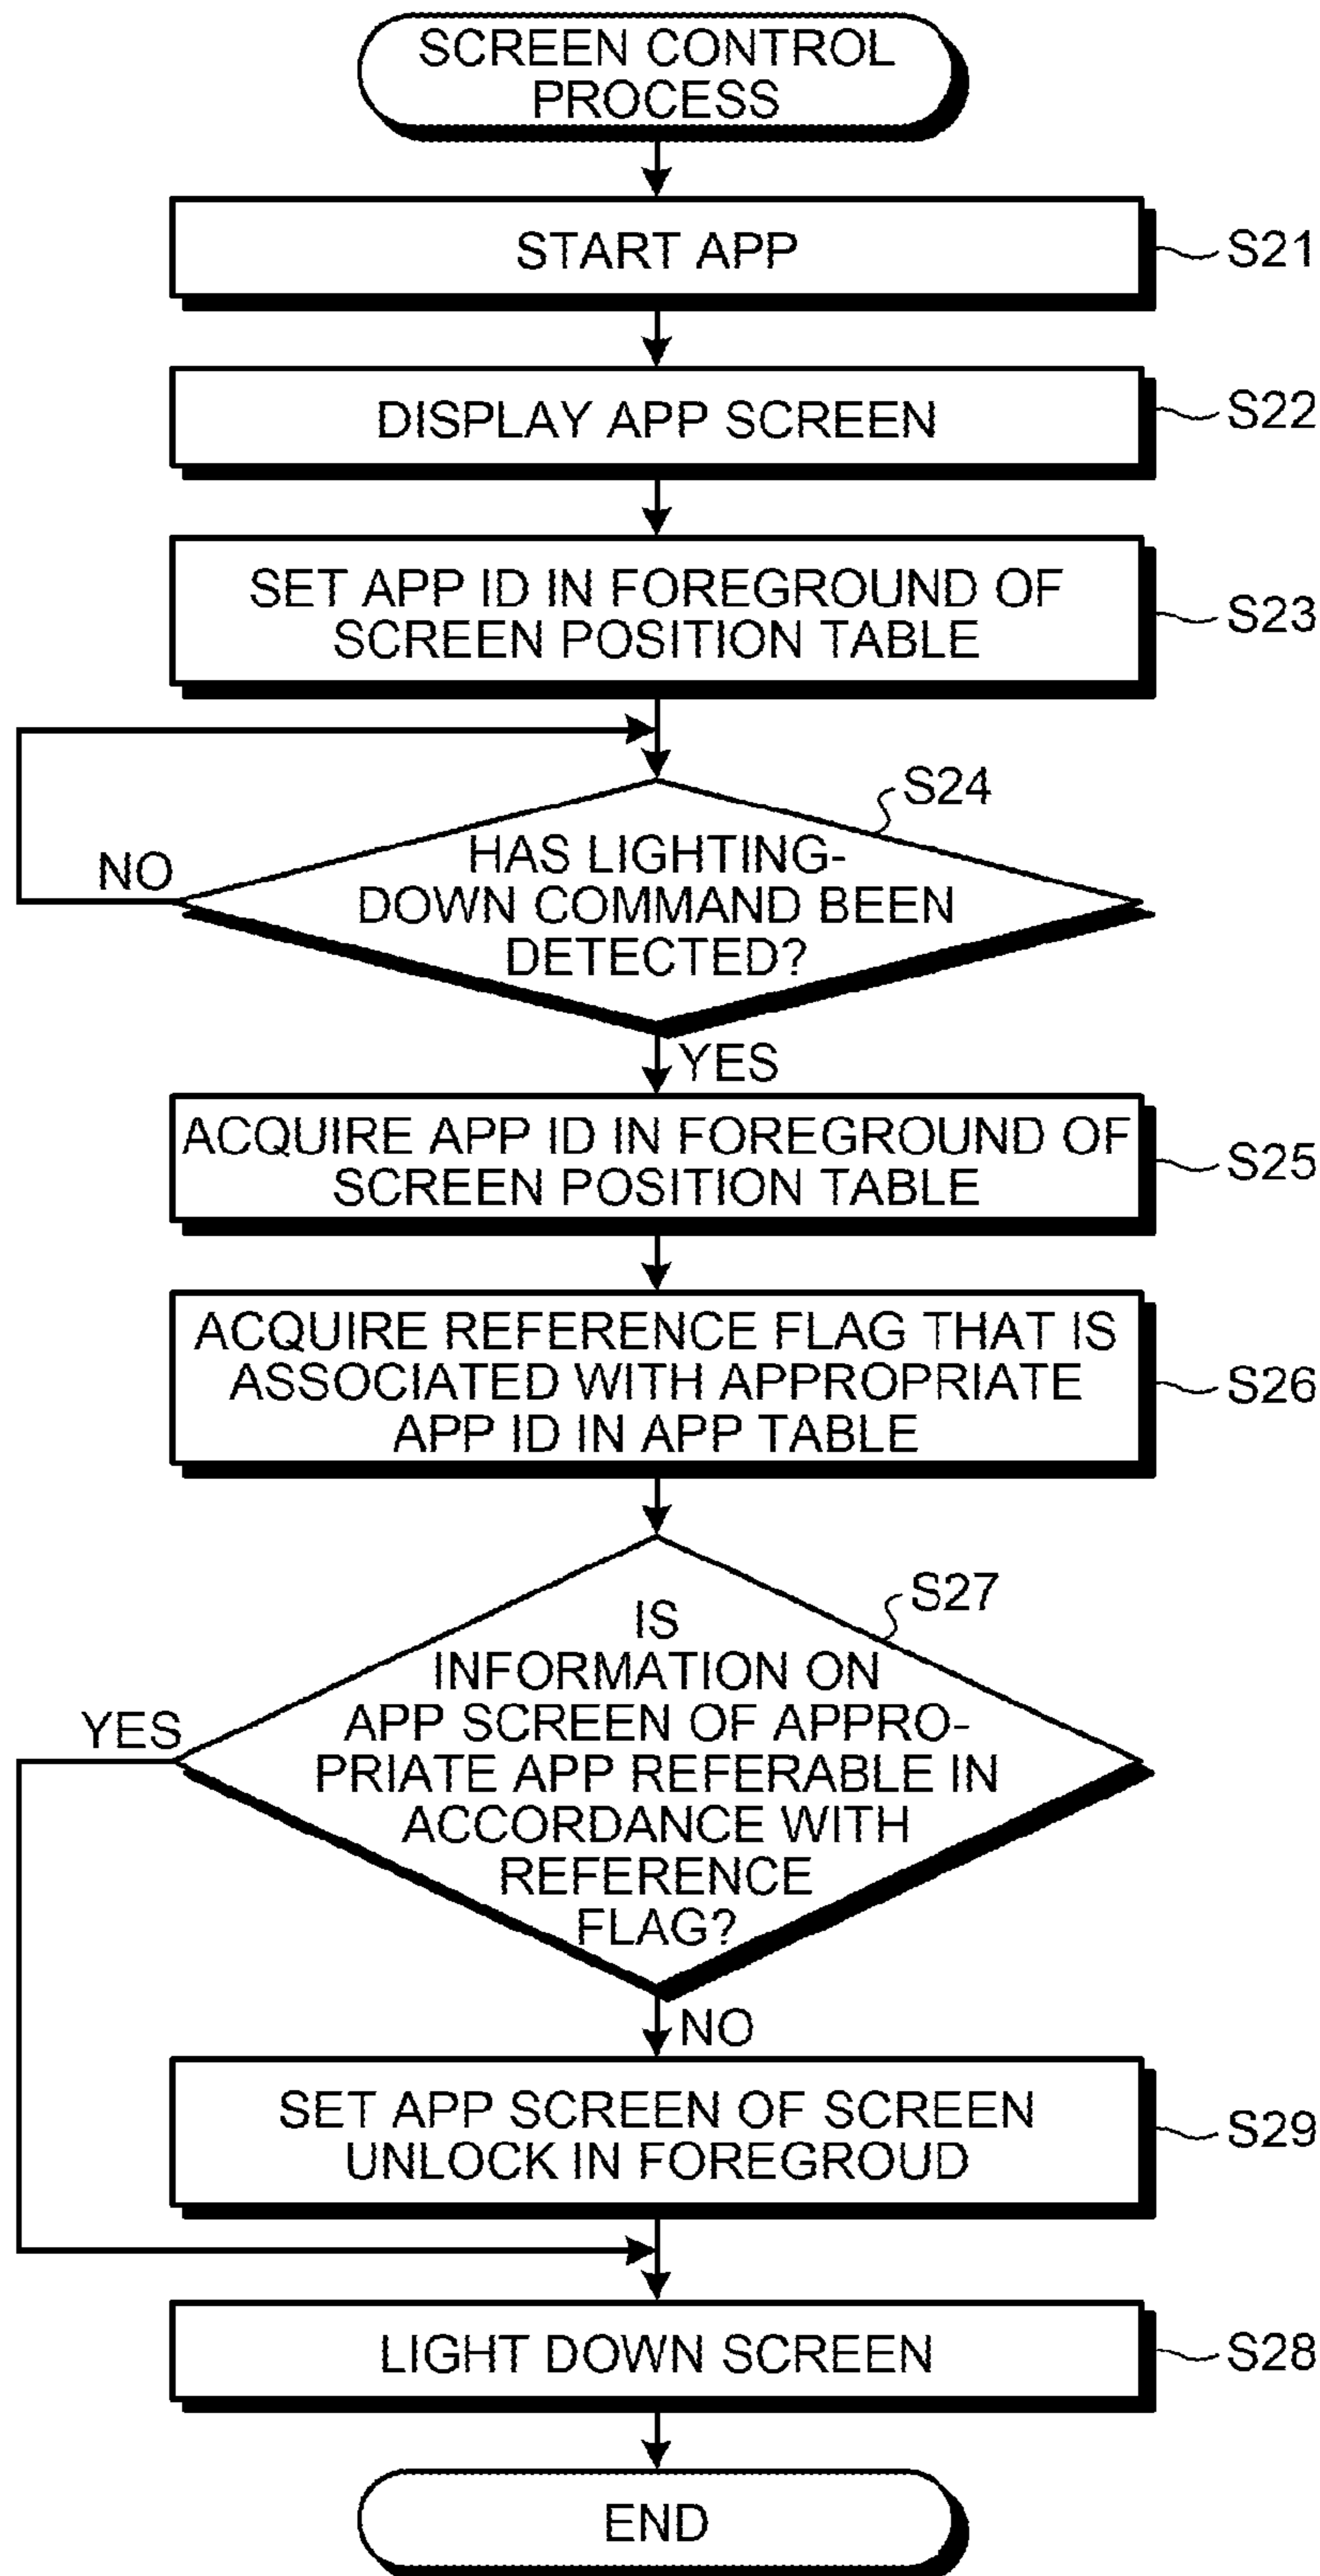 SCREEN CONTROL
PROCESS
START APP
S21
DISPLAY APP SCREEN
S22
SET APP ID IN FOREGROUND OF
SCREEN POSITION TABLE
S23
S24
HAS LIGHTING-
DOWN COMMAND BEEN
DETECTED?
NO
YES
ACQUIRE APP ID IN FOREGROUND OF
SCREEN POSITION TABLE
S25
ACQUIRE REFERENCE FLAG THAT IS
ASSOCIATED WITH APPROPRIATE
APP ID IN APP TABLE
S26
S27
IS
INFORMATION ON
APP SCREEN OF APPRO-
PRIATE APP REFERABLE IN
ACCORDANCE WITH
REFERENCE
FLAG?
YES
NO
SET APP SCREEN OF SCREEN
UNLOCK IN FOREGROUD
S29
LIGHT DOWN SCREEN
S28
END